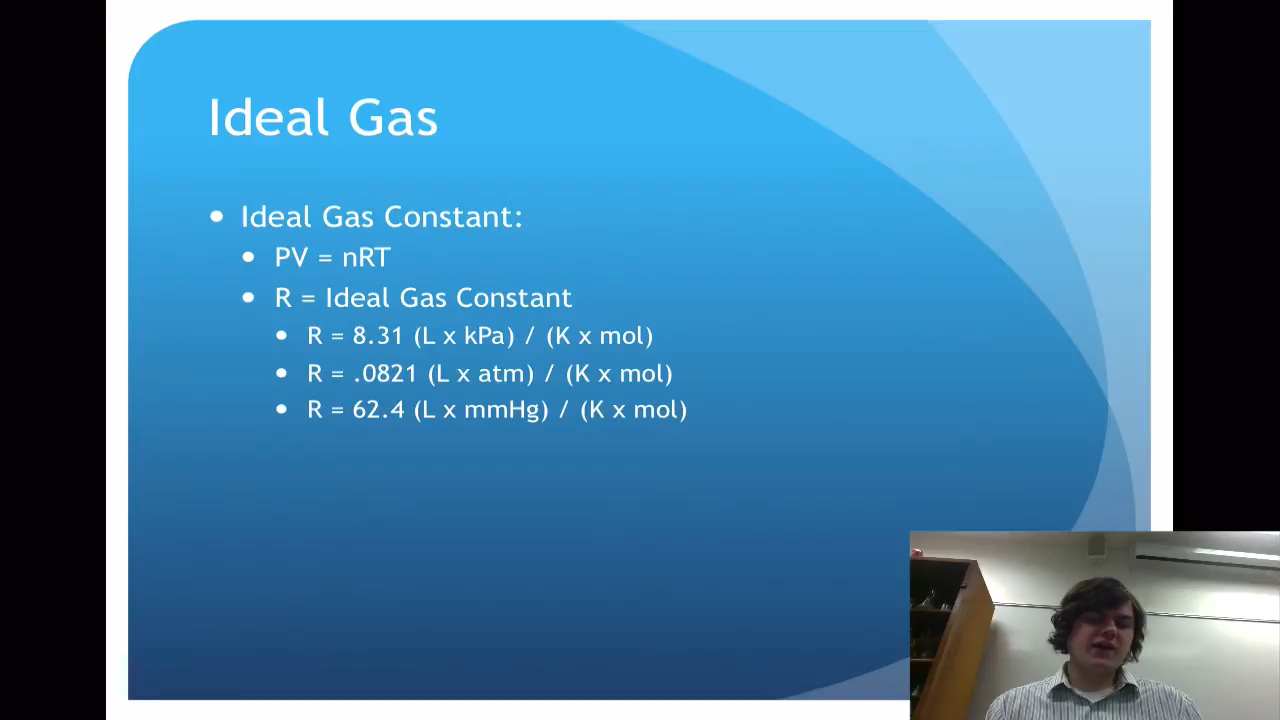 Ideal Gas
Ideal Gas Constant:
PV = nRT
R = Ideal Gas Constant
R = 8.31 (L x kPa) / (K x mol)
R = .0821 (L x atm) / (K x mol)
R = 62.4 (L x mmHg) / (K x mol)